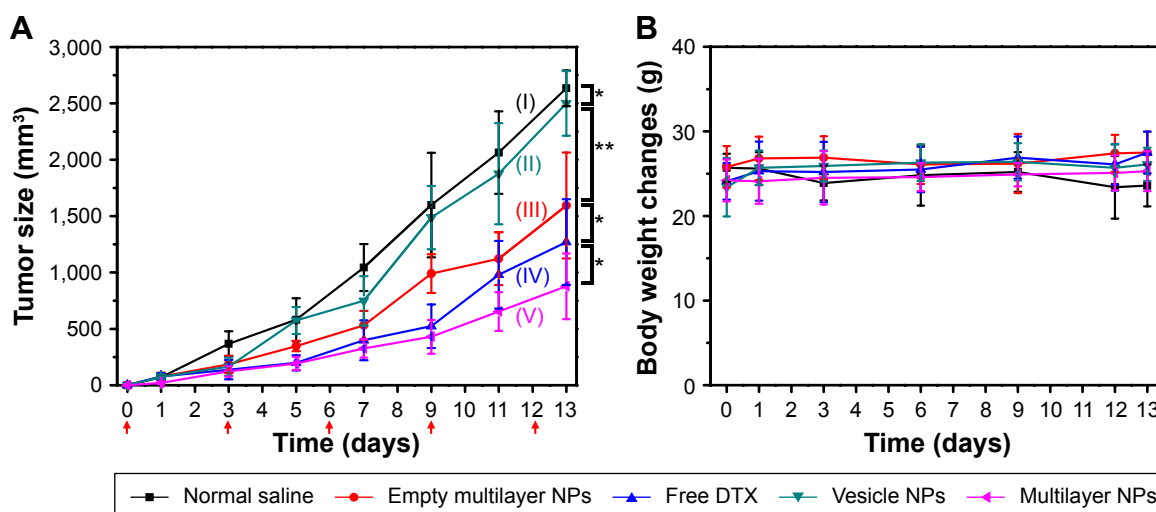 A
Tumor size (mm³)
3,000
2,500
2,000
1,500
1,000
500
0
(I)
(II)
(III)
(IV)
(V)
*
**
*
*
0 1 2 3 4 5 6 7 8 9 10 11 12 13
Time (days)
B
Body weight changes (g)
40
30
20
10
0
0 1 2 3 4 5 6 7 8 9 10 11 12 13
Time (days)
Normal saline Empty multilayer NPs Free DTX Vesicle NPs Multilayer NPs